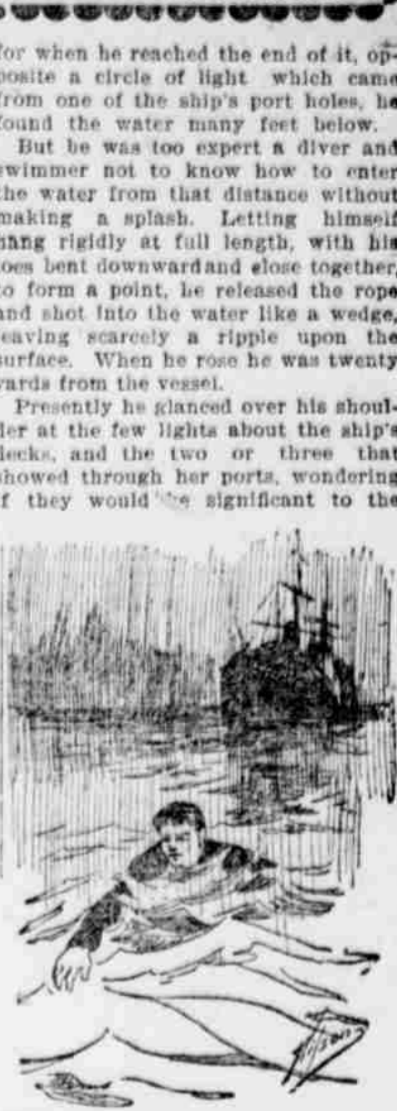 for when he reached the end of it, op-
posite a circle of light which came
from one of the ship's port holes, he
found the water many feet below.
But he was too expert a diver and
swimmer not to know how to enter
the water from that distance without
making a splash. Letting himself
hang rigidly at full length, with his
toes bent downward and close together,
to form a point, he released the rope
and shot into the water like a wedge,
leaving scarcely a ripple upon the
surface. When he rose he was twenty
yards from the vessel.
Presently he glanced over his shoul-
der at the few lights about the ship's
decks, and the two or three that
showed through her ports, wondering
if they would be significant to the